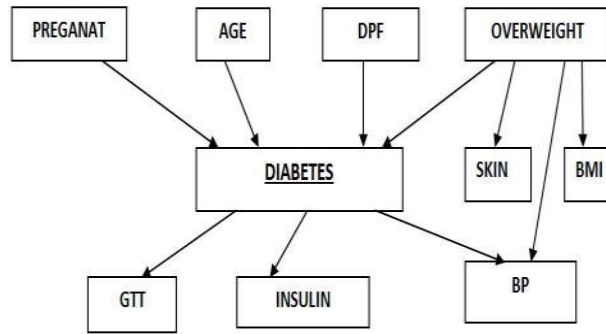 PREGANAT
AGE
DPF
OVERWEIGHT
DIABETES
SKIN
BMI
GTT
INSULIN
BP